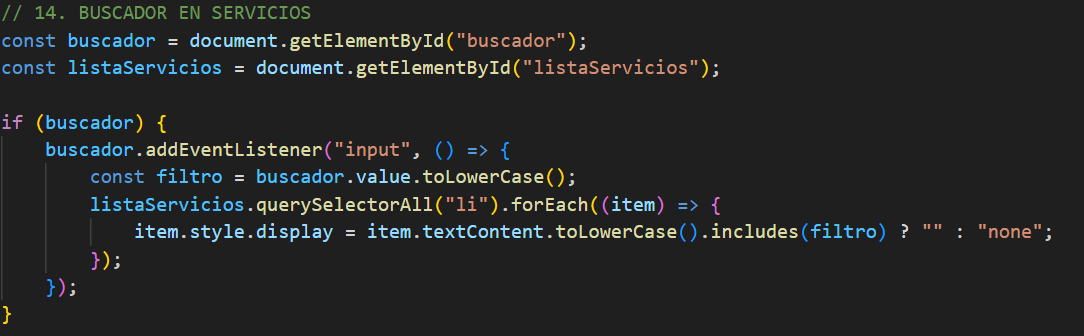 // 14. BUSCADOR EN SERVICIOS
const buscador = document.getElementById("buscador");
const listaServicios = document.getElementById("listaServicios");
if (buscador) {
buscador.addEventListener("input", () => {
const filtro = buscador.value.toLowerCase();
listaServicios.querySelectorAll("li").forEach((item) => {
item.style.display = item.textContent.toLowerCase().includes(filtro) ? "" : "none";
});
});
}